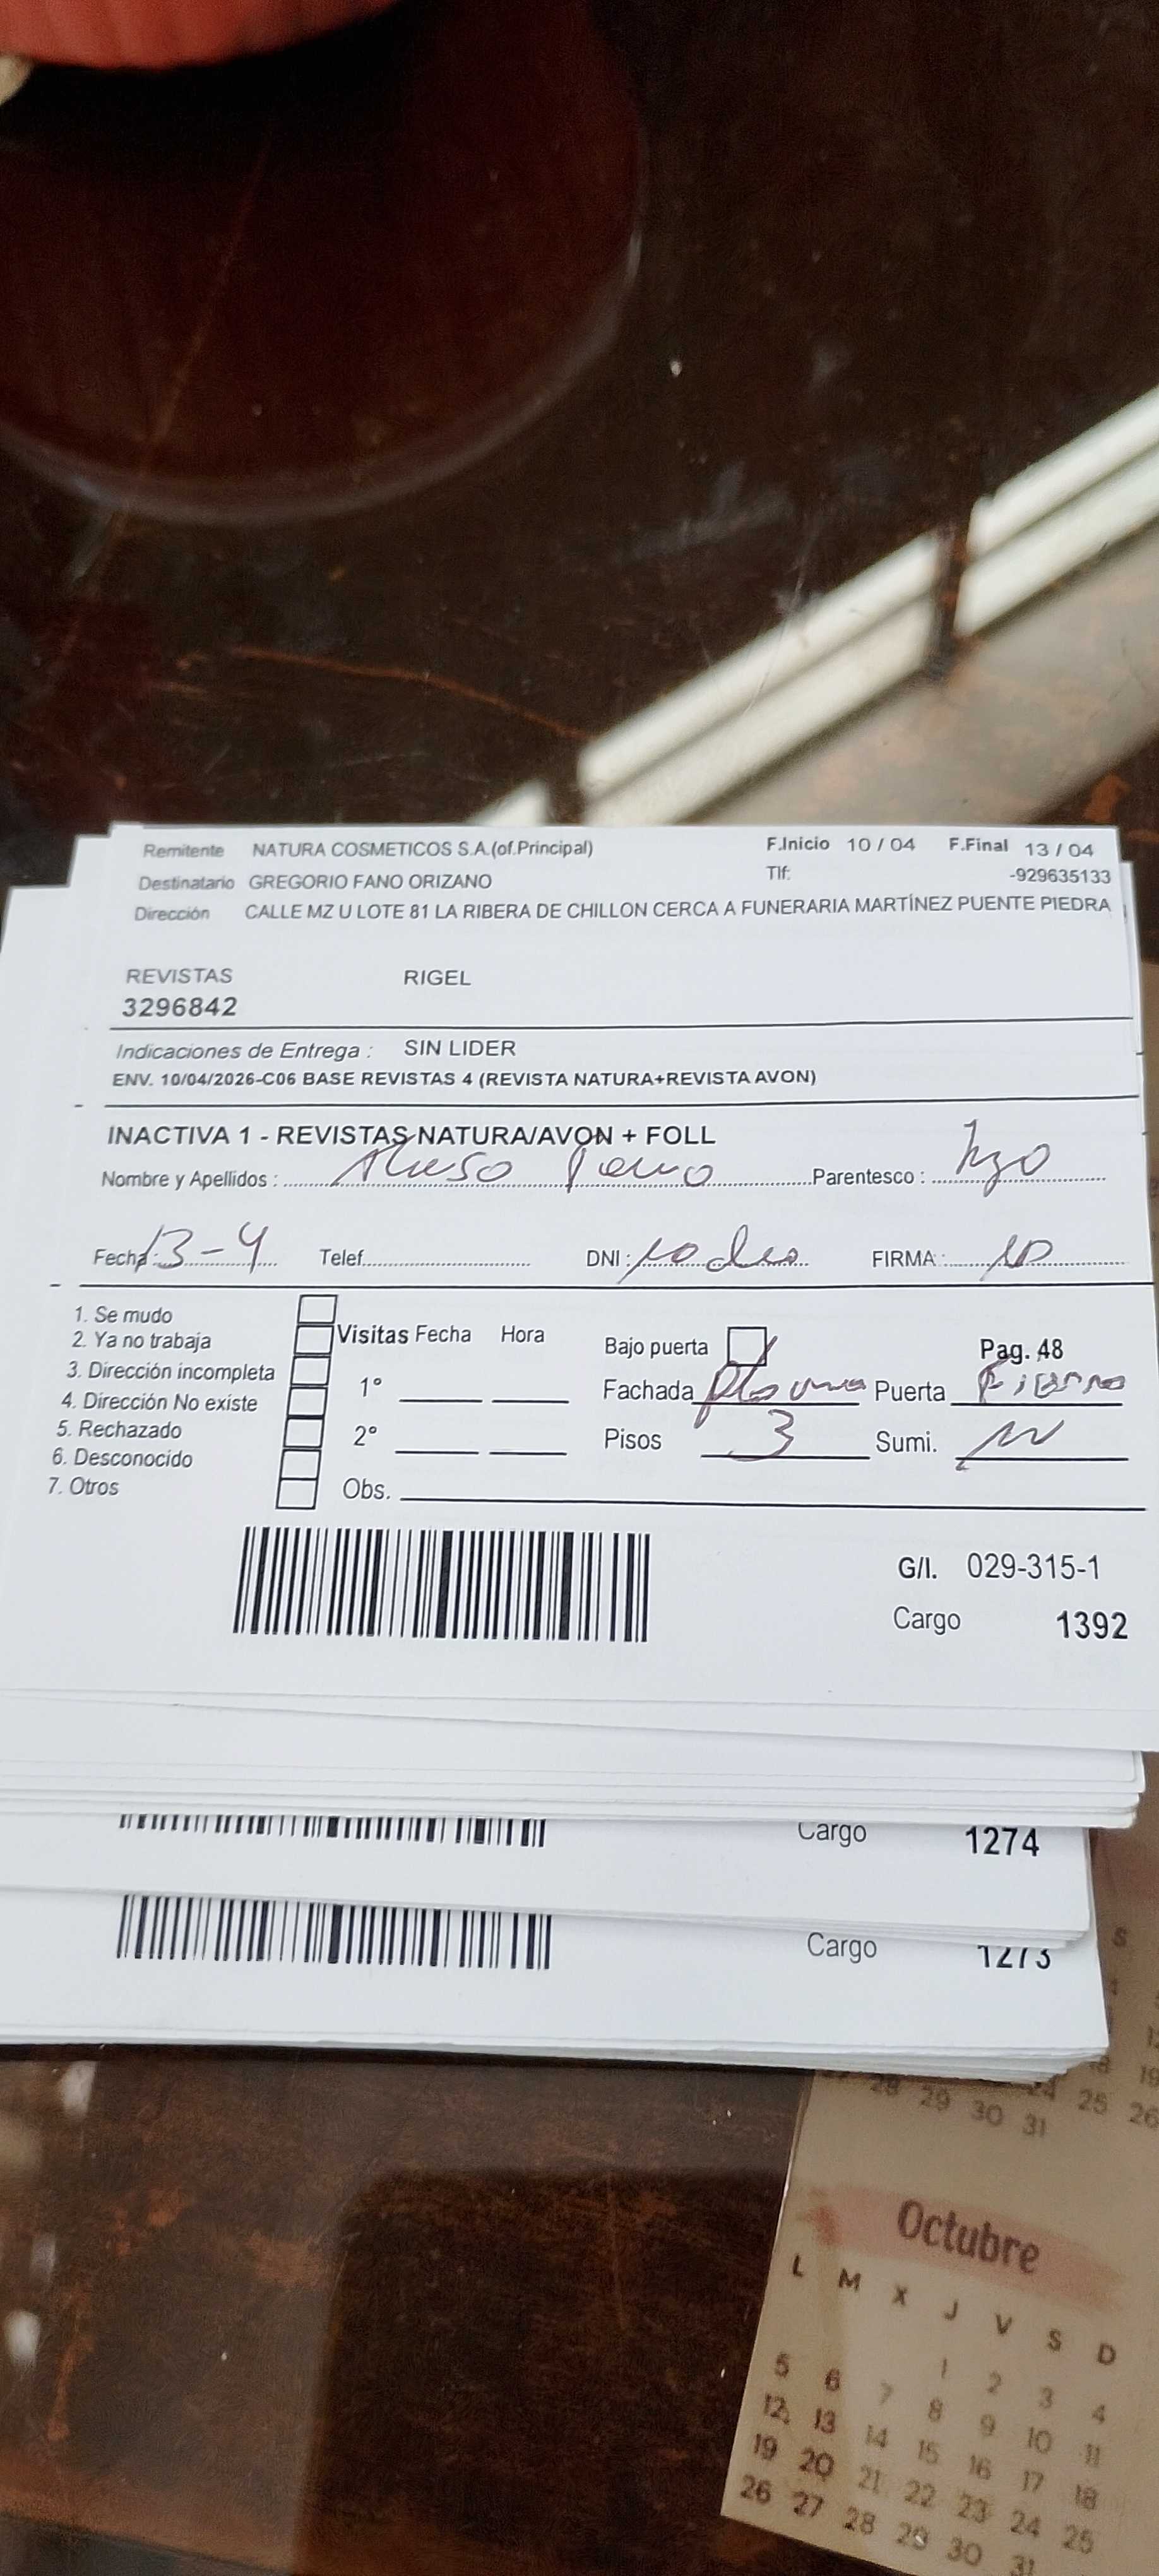 Remitente NATURA COSMETICOS S.A.(of.Principal) F.Inicio 10 / 04 F.Final 13 / 04
Destinatario GREGORIO FANO ORIZANO Tlf: -929635133
Dirección CALLE MZ U LOTE 81 LA RIBERA DE CHILLON CERCA A FUNERARIA MARTÍNEZ PUENTE PIEDRA
REVISTAS RIGEL
3296842
Indicaciones de Entrega : SIN LIDER
ENV. 10/04/2026-C06 BASE REVISTAS 4 (REVISTA NATURA+REVISTA AVON)
INACTIVA 1 - REVISTAS NATURA/AVON + FOLL
Nombre y Apellidos : Parentesco :
Fecha : 13-4 Telef. DNI : FIRMA :
1. Se mudo
2. Ya no trabaja Visitas Fecha Hora Bajo puerta Pag. 48
3. Dirección incompleta 1° Fachada Puerta Fierro
4. Dirección No existe
5. Rechazado 2° Pisos 3 Sumi.
6. Desconocido
7. Otros Obs.
G/I. 029-315-1
Cargo 1392
Cargo 1274
Cargo 1273
28 29 30 31 24 25 26
Octubre
L M X J V S D
1 2 3 4
5 6 7 8 9 10 11
12 13 14 15 16 17 18
19 20 21 22 23 24 25
26 27 28 29 30 31